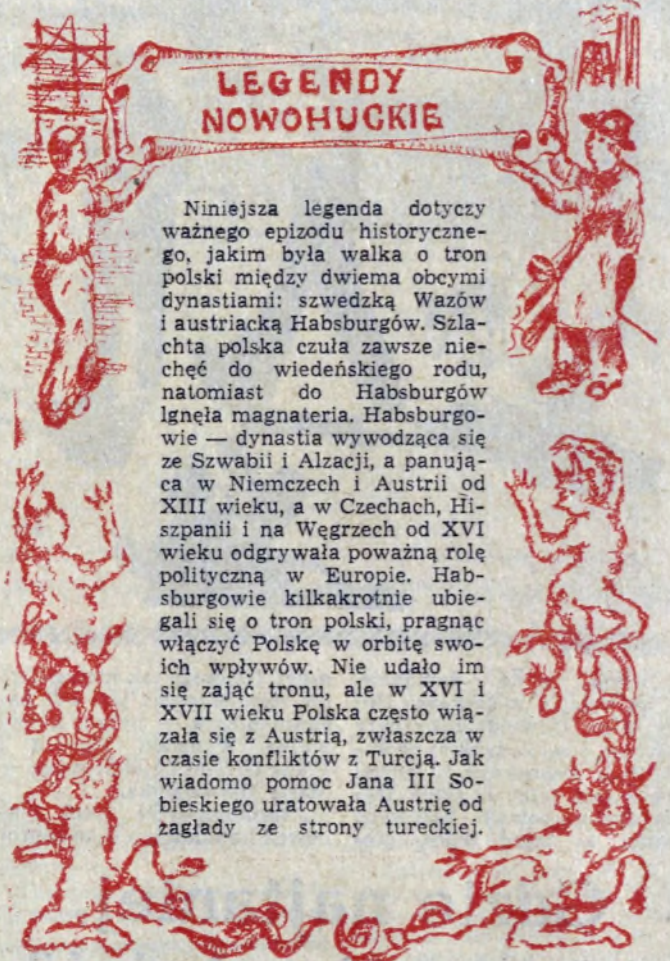 LEGENDY
NOWOHUCKIE
Niniejsza legenda dotyczy
ważnego epizodu historyczne-
go, jakim była walka o tron
polski między dwiema obcymi
dynastiami: szwedzką Wazów
i austriacką Habsburgów. Szla-
chta polska czuła zawsze nie-
chęć do wiedeńskiego rodu,
natomiast do Habsburgów
lgnęła magnateria. Habsburgo-
wie — dynastia wywodząca się
ze Szwabii i Alzacji, a panują-
ca w Niemczech i Austrii od
XIII wieku, a w Czechach, Hi-
szpanii i na Węgrzech od XVI
wieku odgrywała poważną rolę
polityczną w Europie. Hab-
sburgowie kilkakrotnie ubie-
gali się o tron polski, pragnąc
włączyć Polskę w orbitę swo-
ich wpływów. Nie udało im
się zająć tronu, ale w XVI i
XVII wieku Polska często wią-
zała się z Austrią, zwłaszcza w
czasie konfliktów z Turcją. Jak
wiadomo pomoc Jana III So-
bieskiego uratowała Austrię od
zagłady ze strony tureckiej.